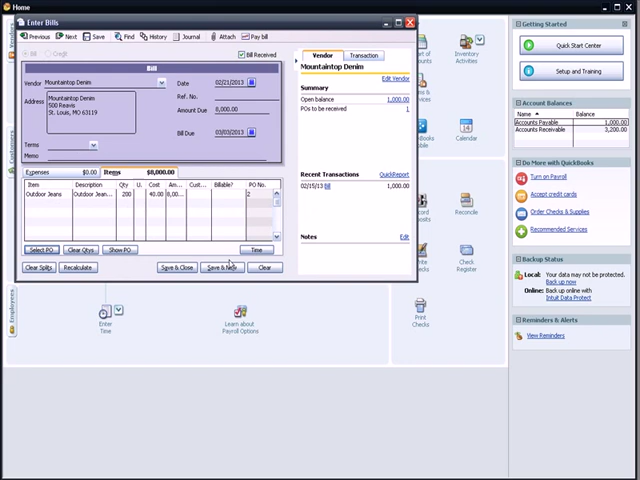 Home
Enter Bills
Previous Next Save Find History Journal Attach Pay bill
Bill Credit
Bill Received
Bill
Vendor Mountaintop Denim
Date 02/21/2013
Address
Mountaintop Denim
500 Reavis
St. Louis, MO 63119
Ref. No.
Amount Due 8,000.00
Bill Due 03/03/2013
Terms
Memo
Expenses $0.00 Items $8,000.00
Item Description Qty U. Cost Am... Cust... Billable? PO No.
Outdoor Jeans Outdoor Jean... 200 40.00 8,00... 2
Select PO Clear Qtys Show PO Time
Clear Splits Recalculate Save & Close Save & New Clear
Vendor Transaction
Mountaintop Denim
Edit Vendor
Summary
Open balance 1,000.00
POs to be received 1
Recent Transactions QuickReport
02/15/13 Bill 1,000.00
Notes Edit
Vendors
Customers
Employees
Enter
Time
Learn about
Payroll Options
Inventory
Activities
Calendar
Reconcile
Check
Register
Print
Checks
Getting Started
Quick Start Center
Setup and Training
Account Balances
Name Balance
Accounts Payable 1,000.00
Accounts Receivable 3,200.00
Do More with QuickBooks
Turn on Payroll
Accept credit cards
Order Checks & Supplies
Recommended Services
Backup Status
Local: Your data may not be protected.
Back up now
Online: Back up online with
Intuit Data Protect
Reminders & Alerts
View Reminders